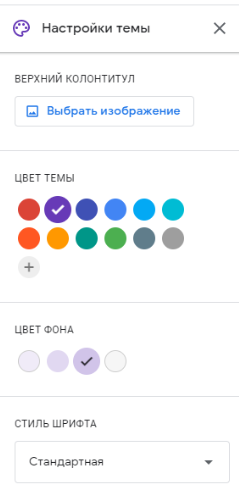 Настройки темы
ВЕРХНИЙ КОЛОНТИТУЛ
Выбрать изображение
ЦВЕТ ТЕМЫ
ЦВЕТ ФОНА
СТИЛЬ ШРИФТА
Стандартная